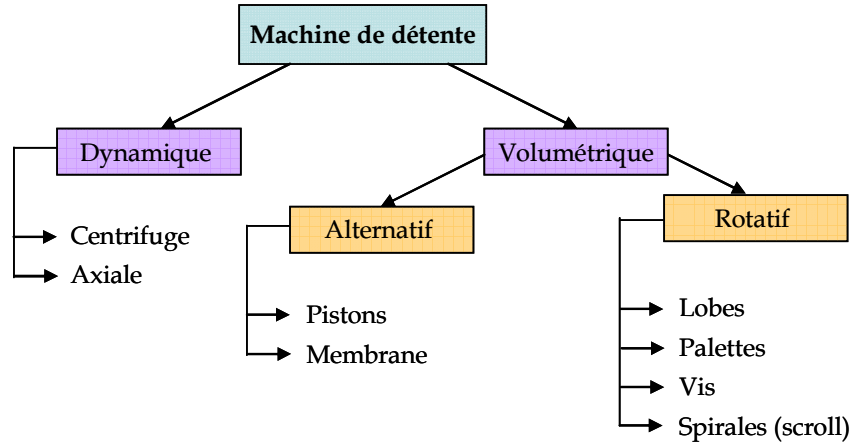 Machine de détente
Dynamique
Volumétrique
Centrifuge
Axiale
Alternatif
Pistons
Membrane
Rotatif
Lobes
Palettes
Vis
Spirales (scroll)